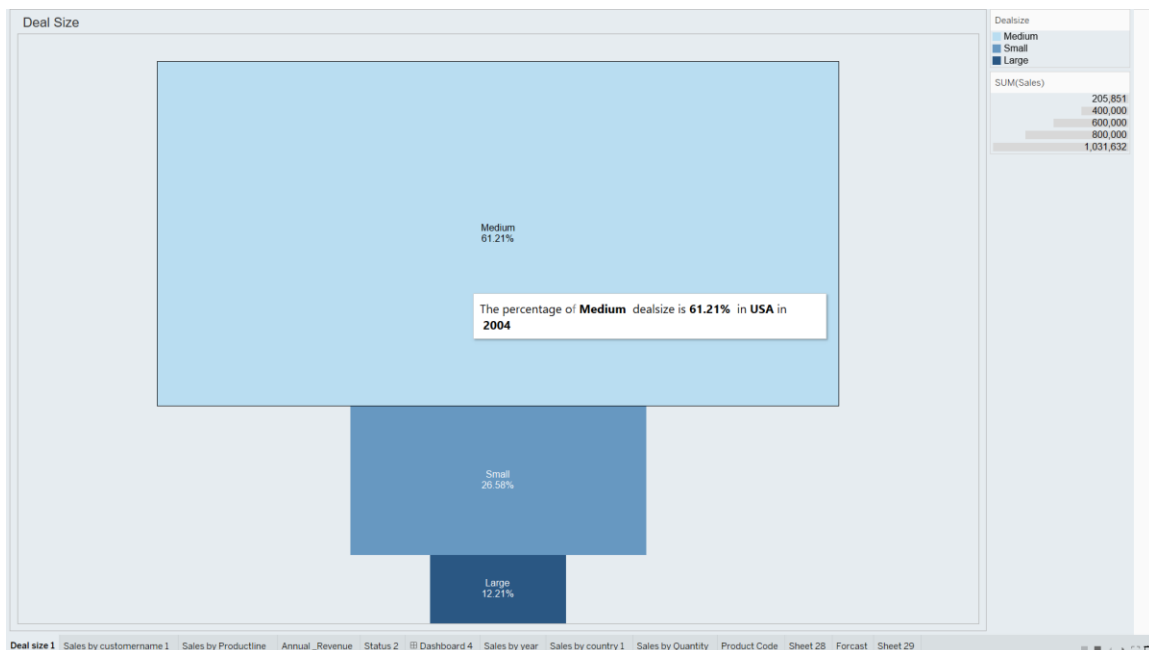 Deal Size
Medium
61.21%
The percentage of Medium dealsize is 61.21% in USA in
2004
Small
26.58%
Large
12.21%
Dealsize
Medium
Small
Large
SUM(Sales)
205,851
400,000
600,000
800,000
1,031,632
Deal size 1 Sales by customername 1 Sales by Productline Annual _Revenue Status 2 Dashboard 4 Sales by year Sales by country 1 Sales by Quantity Product Code Sheet 28 Forcast Sheet 29